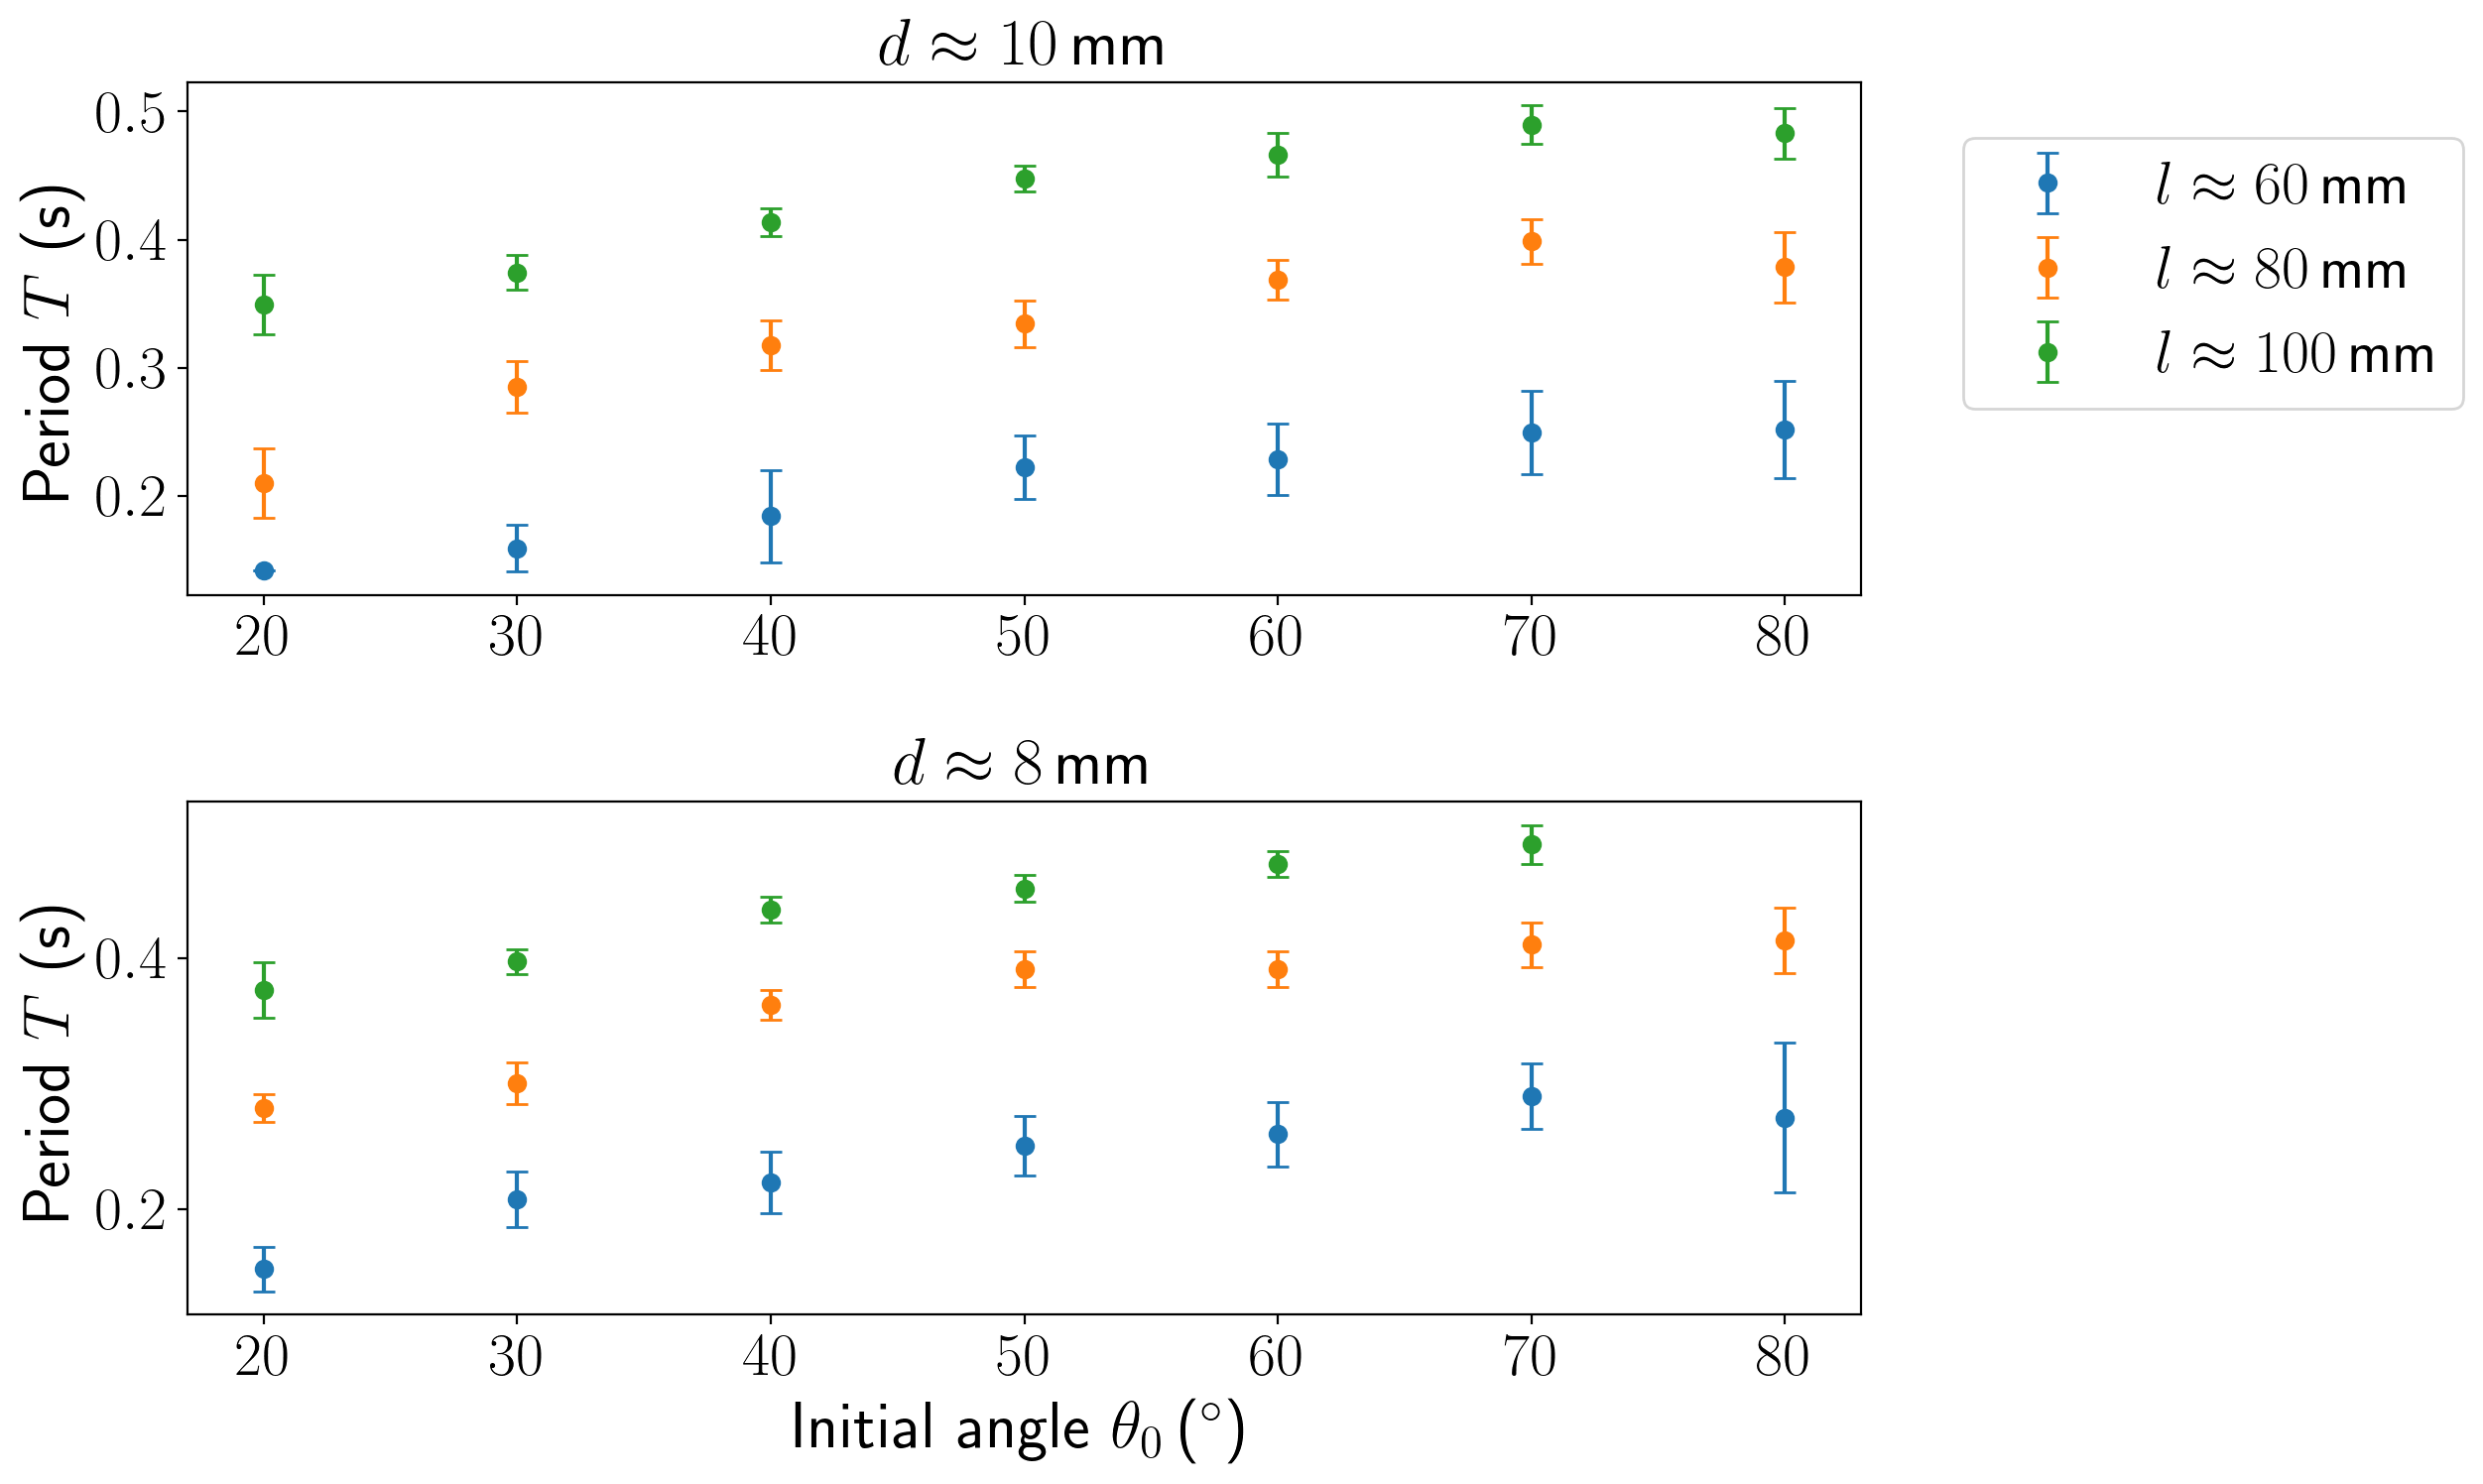 d ≈ 10 mm
Period T (s)
0.5
0.4
0.3
0.2
20 30 40 50 60 70 80
l ≈ 60 mm
l ≈ 80 mm
l ≈ 100 mm
d ≈ 8 mm
Period T (s)
0.4
0.2
20 30 40 50 60 70 80
Initial angle θ₀ (°)